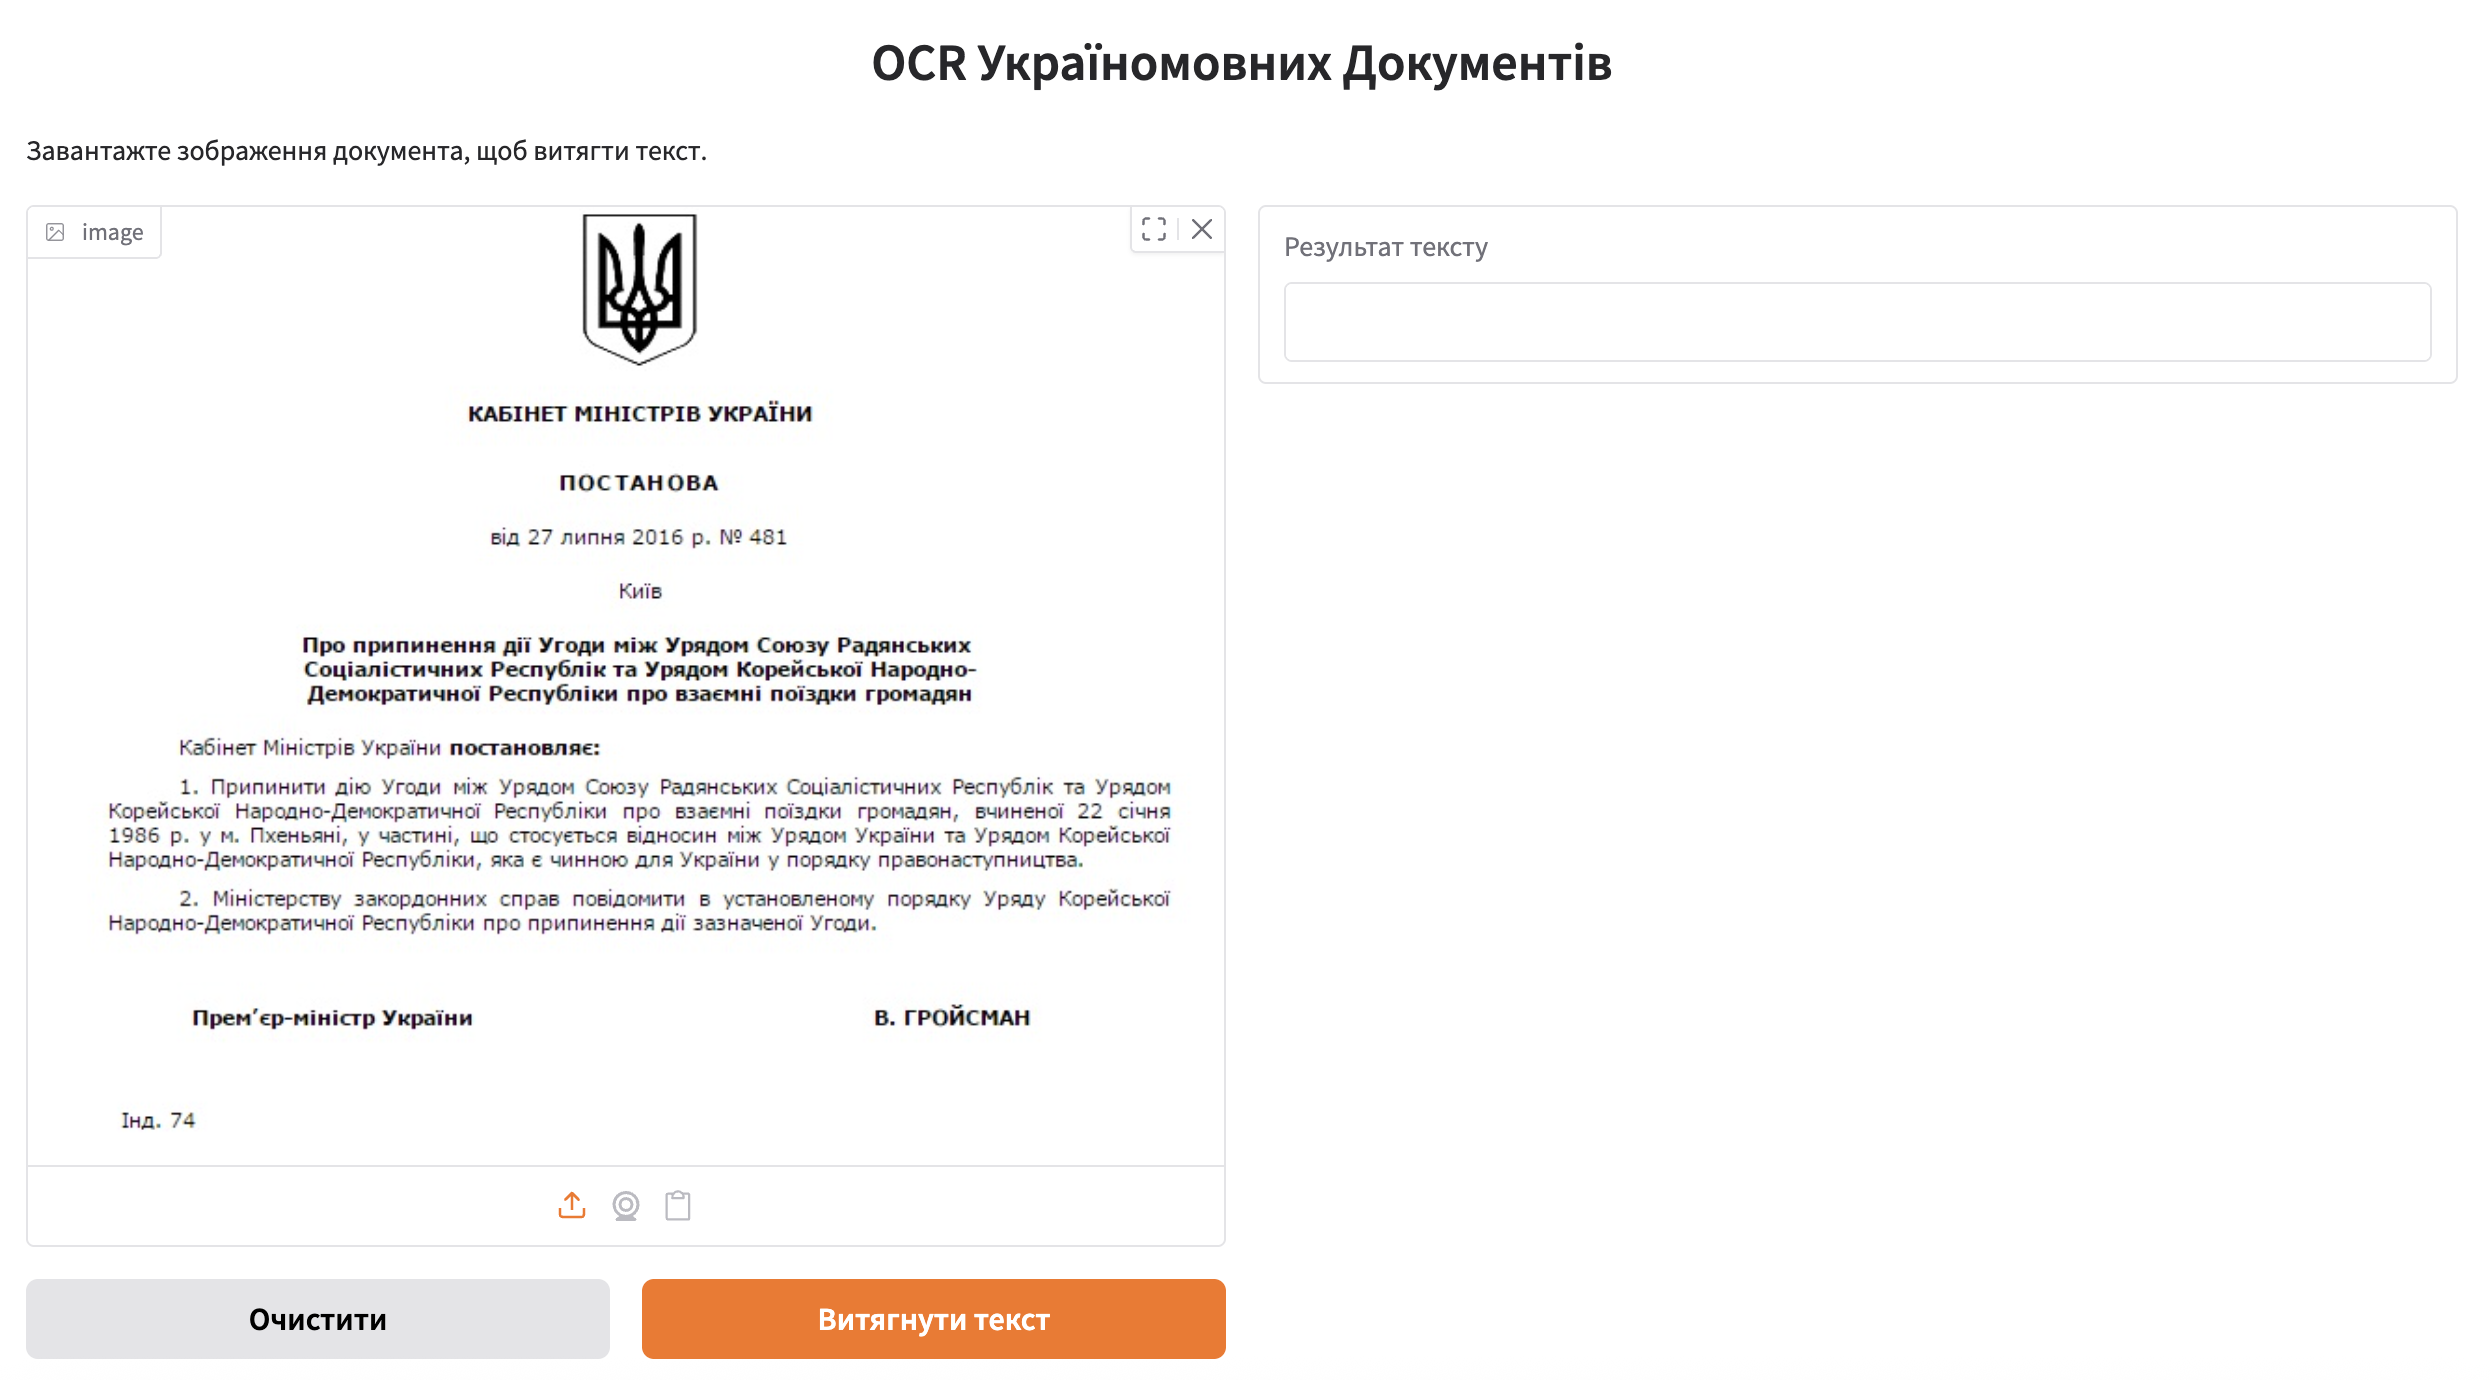 OCR Україномовних Документів
Завантажте зображення документа, щоб витягти текст.
image
КАБІНЕТ МІНІСТРІВ УКРАЇНИ
ПОСТАНОВА
від 27 липня 2016 р. № 481
Київ
Про припинення дії Угоди між Урядом Союзу Радянських
Соціалістичних Республік та Урядом Корейської Народно-
Демократичної Республіки про взаємні поїздки громадян
Кабінет Міністрів України постановляє:
1. Припинити дію Угоди між Урядом Союзу Радянських Соціалістичних Республік та Урядом
Корейської Народно-Демократичної Республіки про взаємні поїздки громадян, вчиненої 22 січня
1986 р. у м. Пхеньяні, у частині, що стосується відносин між Урядом України та Урядом Корейської
Народно-Демократичної Республіки, яка є чинною для України у порядку правонаступництва.
2. Міністерству закордонних справ повідомити в установленому порядку Уряду Корейської
Народно-Демократичної Республіки про припинення дії зазначеної Угоди.
Прем’єр-міністр України В. ГРОЙСМАН
Інд. 74
Очистити
Витягнути текст
Результат тексту